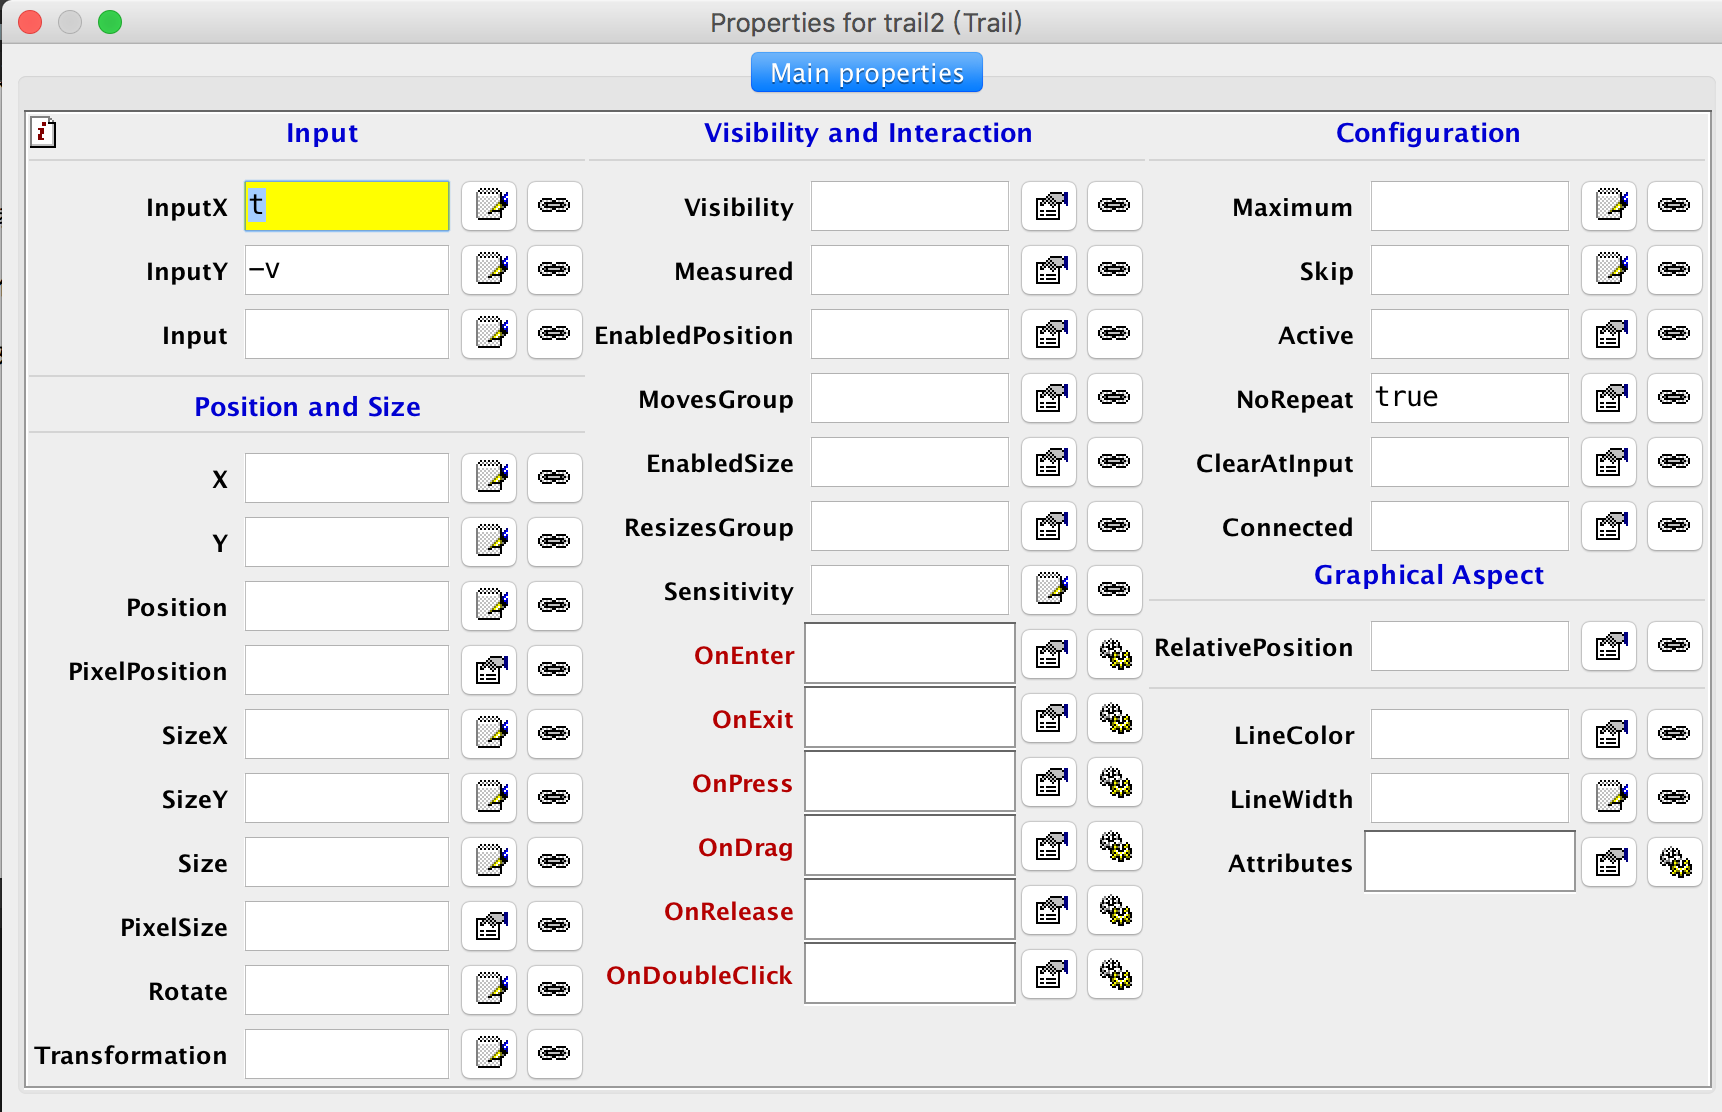 Properties for trail2 (Trail)
Main properties
Input
InputX t
InputY -v
Input
Position and Size
X
Y
Position
PixelPosition
SizeX
SizeY
Size
PixelSize
Rotate
Transformation
Visibility and Interaction
Visibility
Measured
EnabledPosition
MovesGroup
EnabledSize
ResizesGroup
Sensitivity
OnEnter
OnExit
OnPress
OnDrag
OnRelease
OnDoubleClick
Configuration
Maximum
Skip
Active
NoRepeat true
ClearAtInput
Connected
Graphical Aspect
RelativePosition
LineColor
LineWidth
Attributes